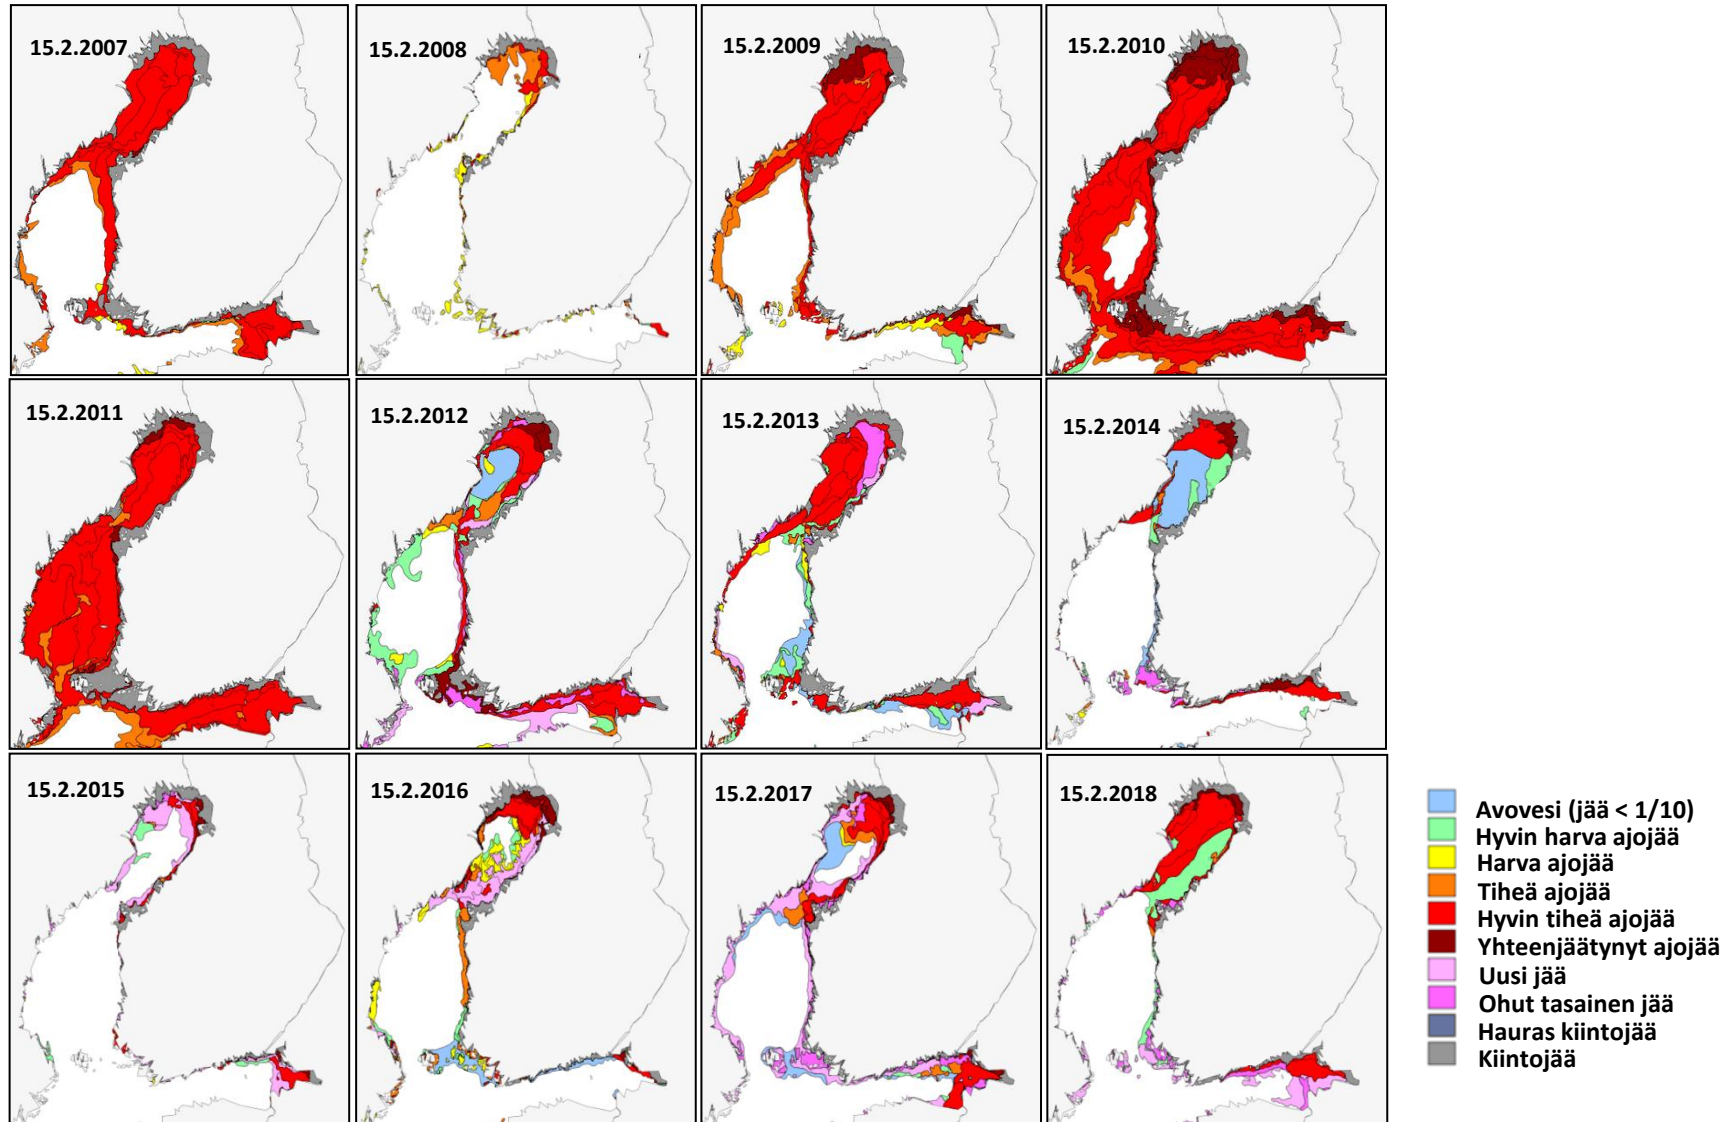 15.2.2007
15.2.2008
15.2.2009
15.2.2010
15.2.2011
15.2.2012
15.2.2013
15.2.2014
15.2.2015
15.2.2016
15.2.2017
15.2.2018
Avovesi (jää < 1/10)
Hyvin harva ajojää
Harva ajojää
Tiheä ajojää
Hyvin tiheä ajojää
Yhteenjäätynyt ajojää
Uusi jää
Ohut tasainen jää
Hauras kiintojää
Kiintojää